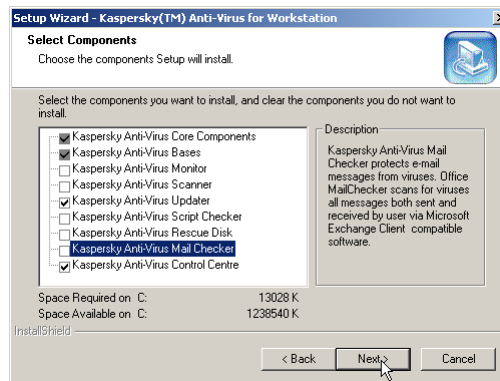 Setup Wizard - Kaspersky(TM) Anti-Virus for Workstation
Select Components
Choose the components Setup will install.
Select the components you want to install, and clear the components you do not want to
install.
Kaspersky Anti-Virus Core Components
Kaspersky Anti-Virus Bases
Kaspersky Anti-Virus Monitor
Kaspersky Anti-Virus Scanner
Kaspersky Anti-Virus Updater
Kaspersky Anti-Virus Script Checker
Kaspersky Anti-Virus Rescue Disk
Kaspersky Anti-Virus Mail Checker
Kaspersky Anti-Virus Control Centre
Description
Kaspersky Anti-Virus Mail
Checker protects e-mail
messages from viruses. Office
MailChecker scans for viruses
all messages both sent and
received by user via Microsoft
Exchange Client compatible
software.
Space Required on C: 13028 K
Space Available on C: 1238540 K
InstallShield
< Back
Next >
Cancel